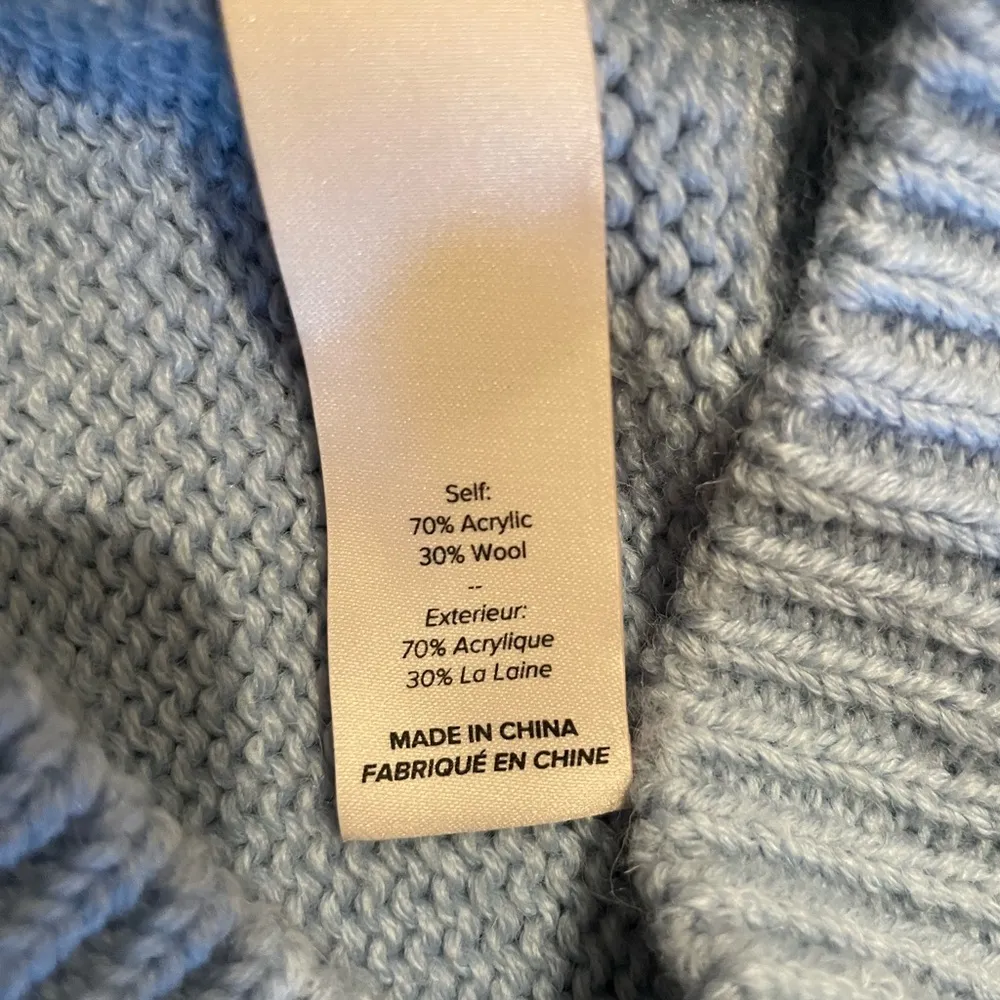 Self:
70% Acrylic
30% Wool
--
Exterieur:
70% Acrylique
30% La Laine
MADE IN CHINA
FABRIQUÉ EN CHINE